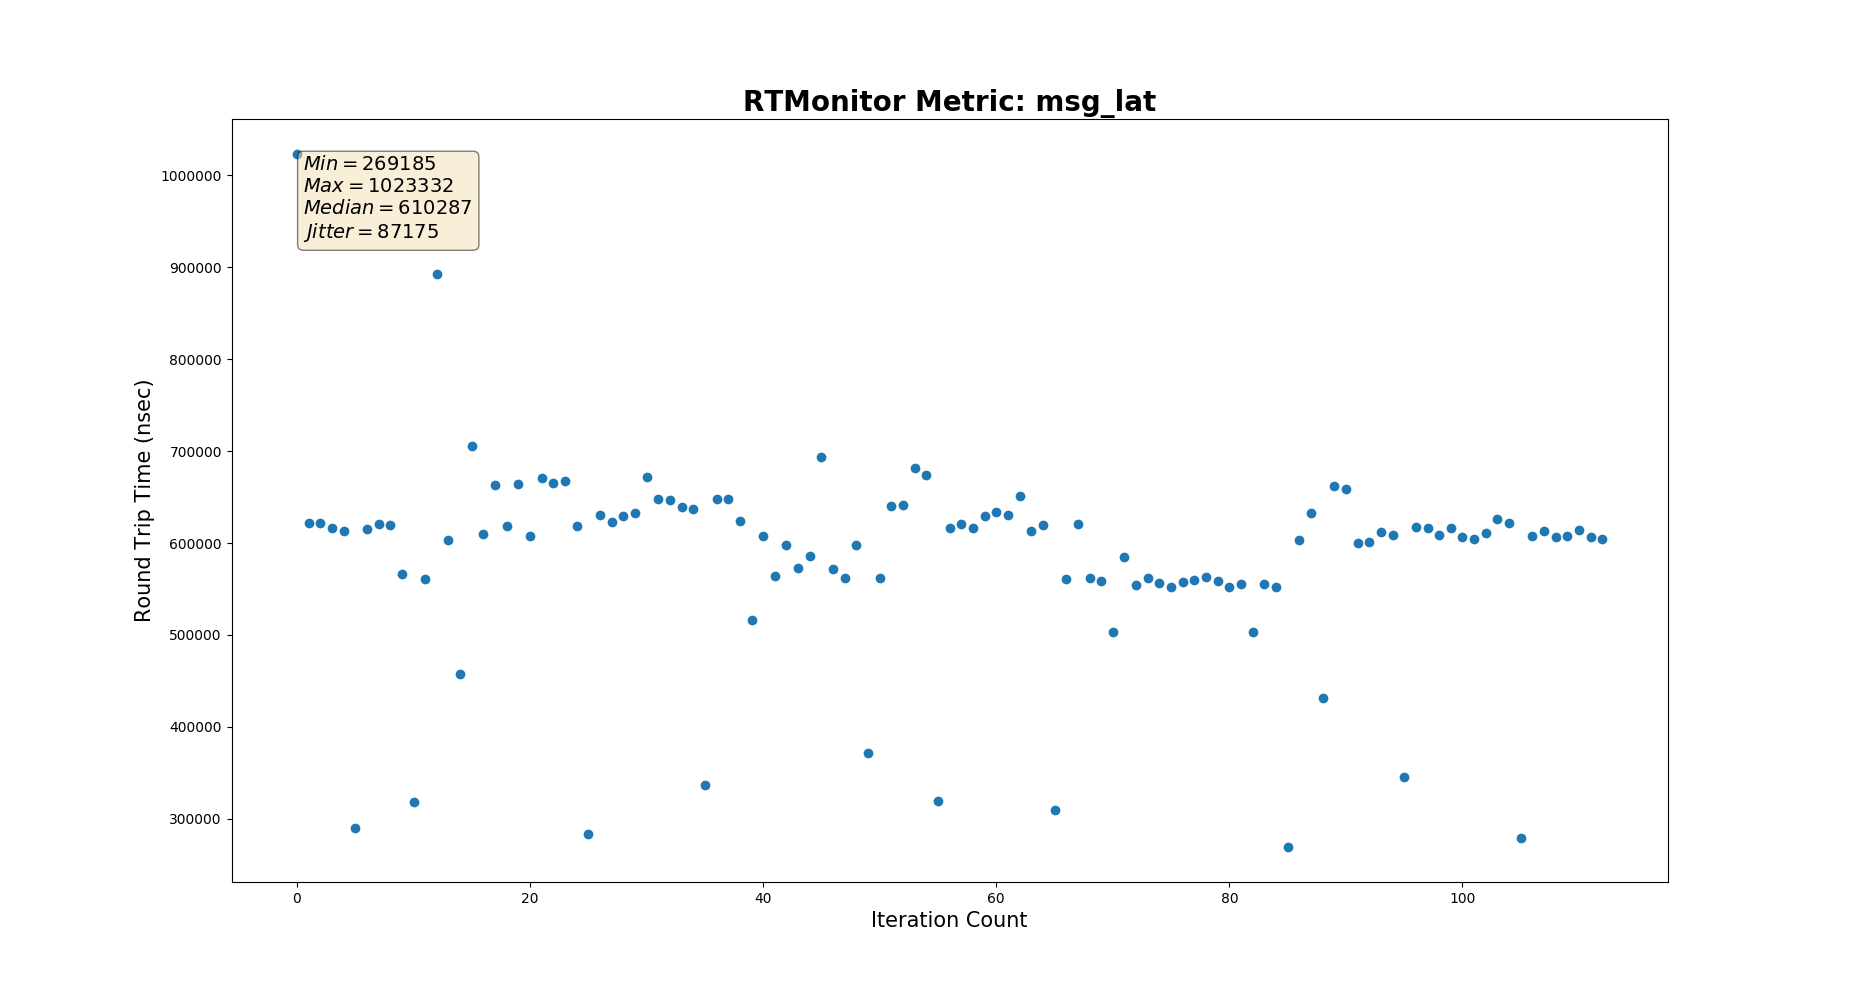 RTMonitor Metric: msg_lat
Min = 269185
Max = 1023332
Median = 610287
Jitter = 87175
1000000
900000
800000
700000
600000
500000
400000
300000
Round Trip Time (nsec)
0 20 40 60 80 100
Iteration Count